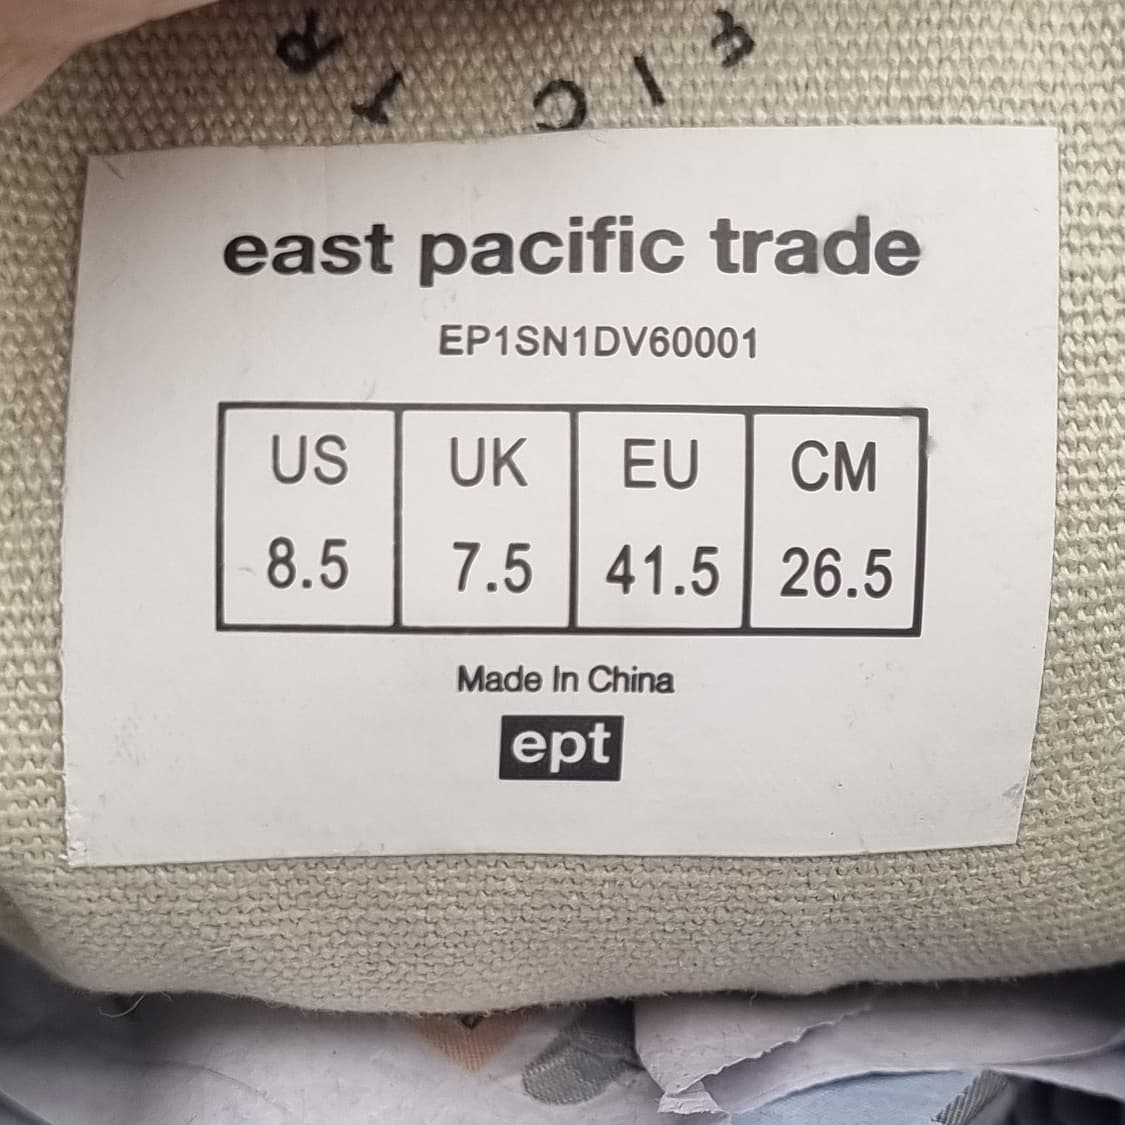 east pacific trade
EP1SN1DV60001
US UK EU CM
8.5 7.5 41.5 26.5
Made In China
ept